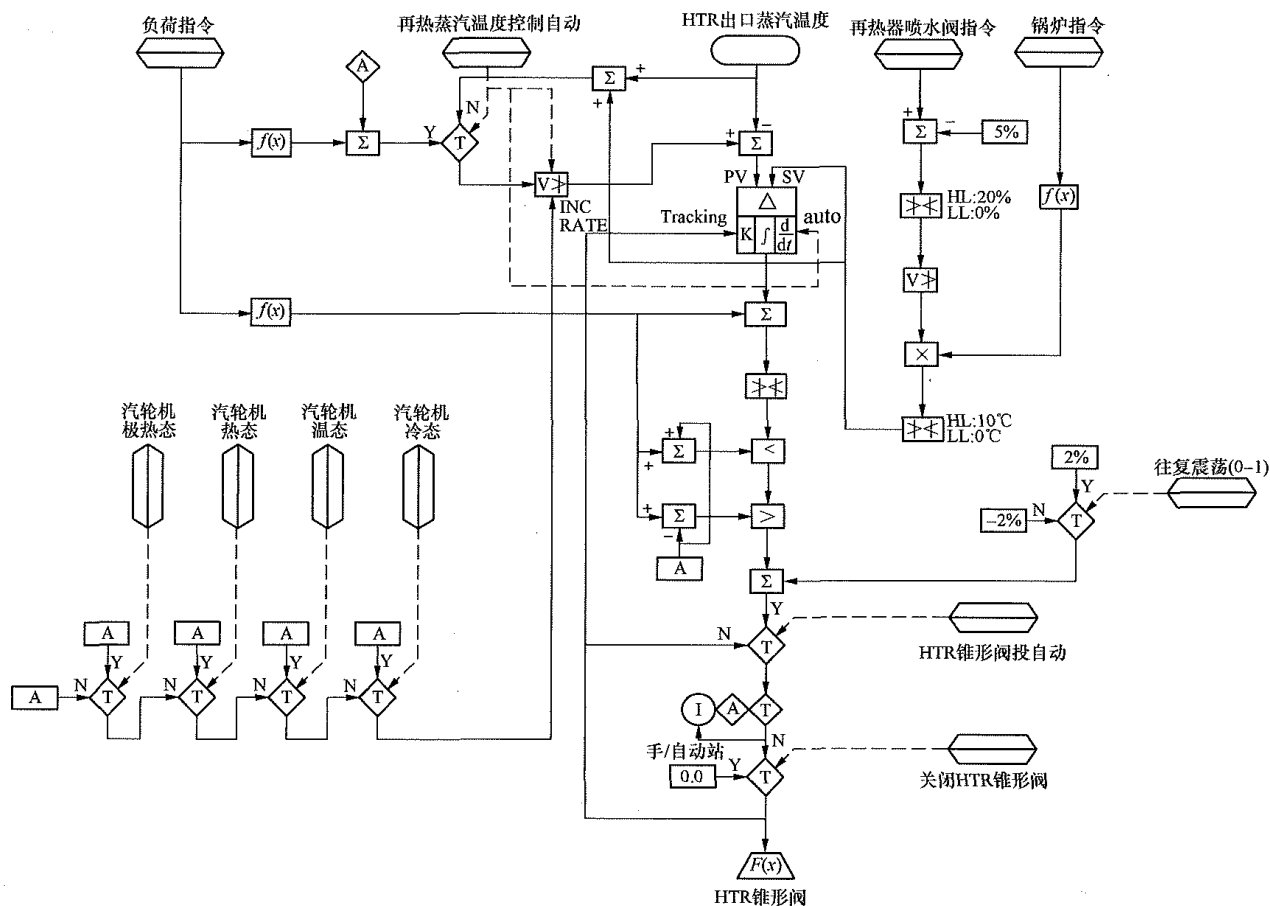 负荷指令
再热蒸汽温度控制自动
HTR出口蒸汽温度
再热器喷水阀指令
锅炉指令
A
Σ
+
+
N
+
−
+
−
f(x)
Σ
Y
T
+
Σ
Σ
5%
V≯
PV
SV
HL:20%
LL:0%
f(x)
INC
RATE
Tracking
△
auto
K
∫
d
dt
V≯
f(x)
Σ
×
汽轮机
极热态
汽轮机
热态
汽轮机
温态
汽轮机
冷态
HL:10℃
LL:0℃
+
+
Σ
<
2%
往复震荡(0-1)
Y
+
−
Σ
>
−2%
N
T
A
Σ
Y
A
A
A
A
N
T
HTR锥形阀投自动
Y
Y
Y
Y
A
N
T
N
T
N
T
N
T
I
A
T
手/自动站
N
0.0
Y
T
关闭HTR锥形阀
F(x)
HTR锥形阀